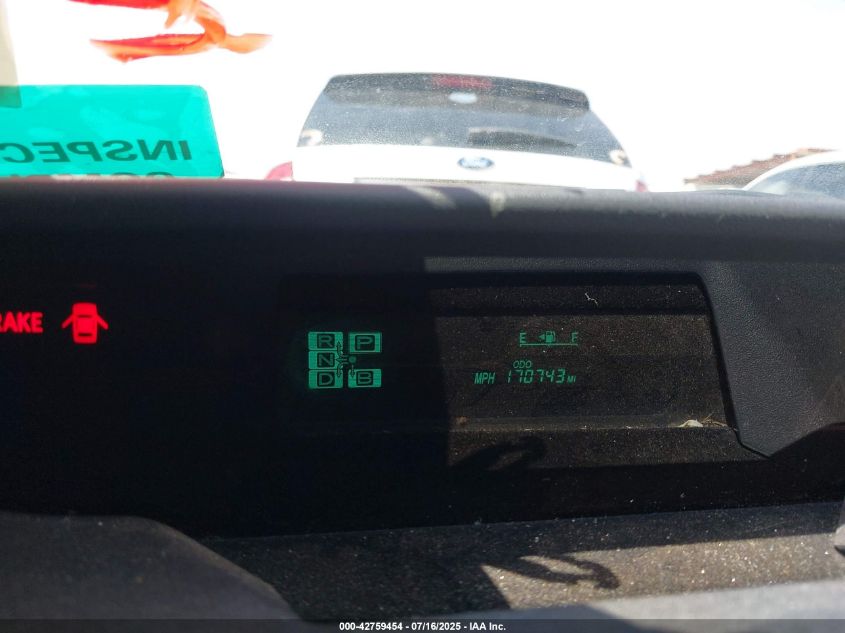 INSPEC
RAKE
R P
N
D B
E F
ODO
MPH 170743 MI
000-42759454 - 07/16/2025 - IAA Inc.